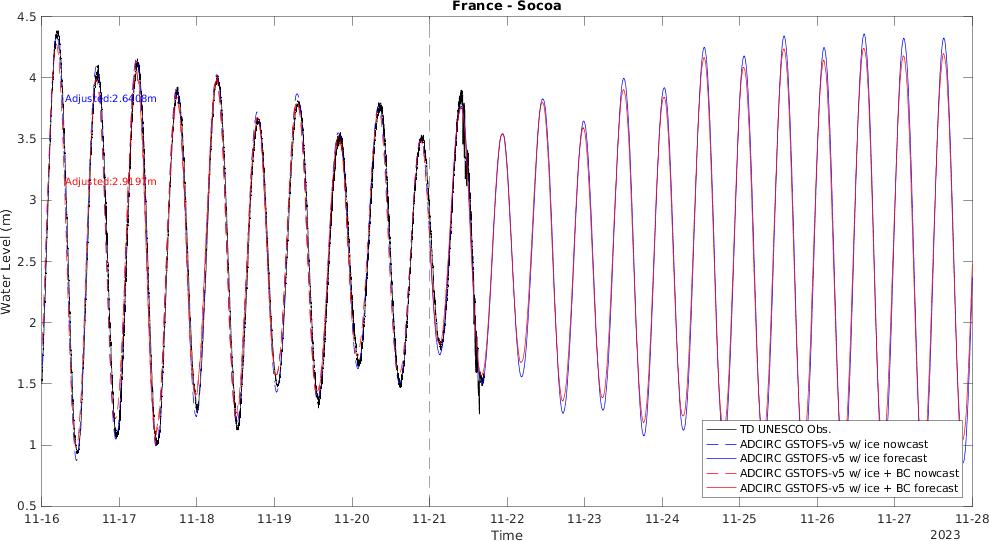 France - Socoa
4.5
4
3.5
3
2.5
2
1.5
1
0.5
Water Level (m)
Adjusted:2.6408m
Adjusted:2.9197m
TD UNESCO Obs.
ADCIRC GSTOFS-v5 w/ ice nowcast
ADCIRC GSTOFS-v5 w/ ice forecast
ADCIRC GSTOFS-v5 w/ ice + BC nowcast
ADCIRC GSTOFS-v5 w/ ice + BC forecast
11-16 11-17 11-18 11-19 11-20 11-21 11-22 11-23 11-24 11-25 11-26 11-27 11-28
Time
2023